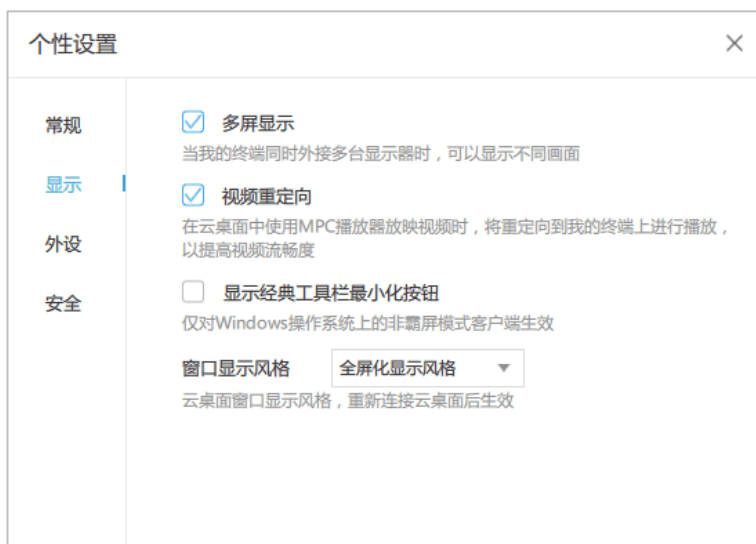 个性设置
常规
多屏显示
当我的终端同时外接多台显示器时，可以显示不同画面
显示
视频重定向
在云桌面中使用MPC播放器放映视频时，将重定向到我的终端上进行播放，
以提高视频流畅度
外设
安全
显示经典工具栏最小化按钮
仅对Windows操作系统上的非霸屏模式客户端生效
窗口显示风格 全屏化显示风格
云桌面窗口显示风格，重新连接云桌面后生效